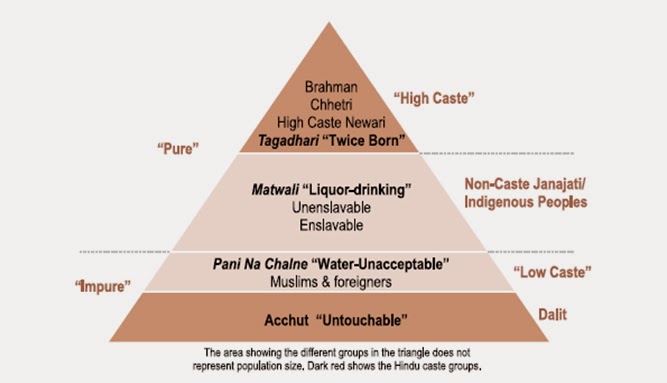 Brahman
Chhetri
High Caste Newari
Tagadhari “Twice Born”
“High Caste”
“Pure”
Matwali “Liquor-drinking”
Unenslavable
Enslavable
Non-Caste Janajati/
Indigenous Peoples
Pani Na Chalne “Water-Unacceptable”
Muslims & foreigners
“Low Caste”
“Impure”
Acchut “Untouchable”
Dalit
The area showing the different groups in the triangle does not
represent population size. Dark red shows the Hindu caste groups.